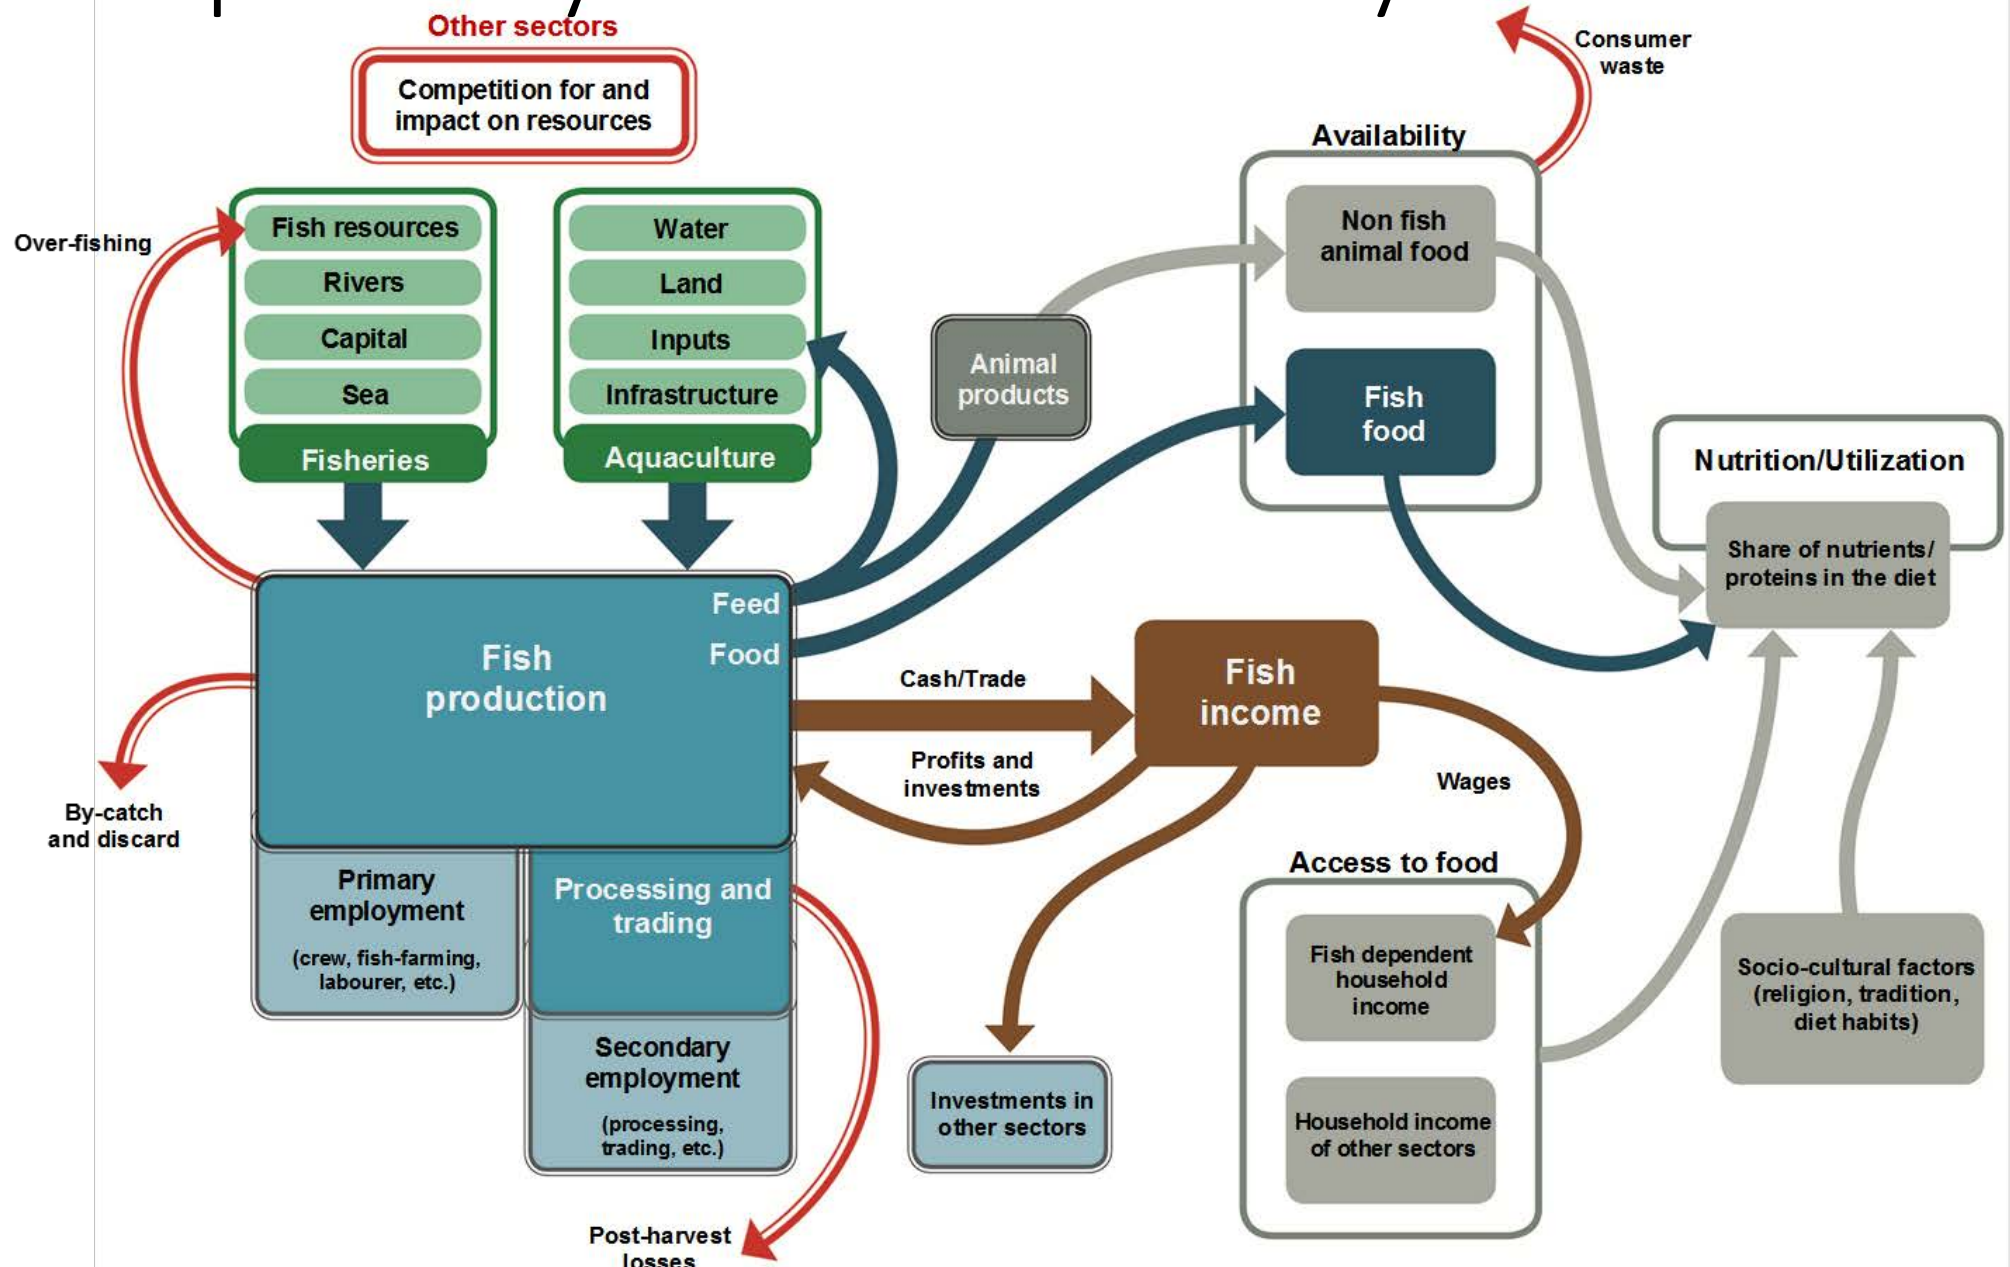 Other sectors
Competition for and
impact on resources
Consumer
waste
Availability
Non fish
animal food
Fish
food
Over-fishing
Fish resources
Rivers
Capital
Sea
Fisheries
Water
Land
Inputs
Infrastructure
Aquaculture
Animal
products
Nutrition/Utilization
Share of nutrients/
proteins in the diet
Feed
Food
Fish
production
Cash/Trade
Fish
income
Profits and
investments
Wages
By-catch
and discard
Primary
employment
(crew, fish-farming,
labourer, etc.)
Processing and
trading
Secondary
employment
(processing,
trading, etc.)
Access to food
Fish dependent
household
income
Household income
of other sectors
Socio-cultural factors
(religion, tradition,
diet habits)
Investments in
other sectors
Post-harvest
losses